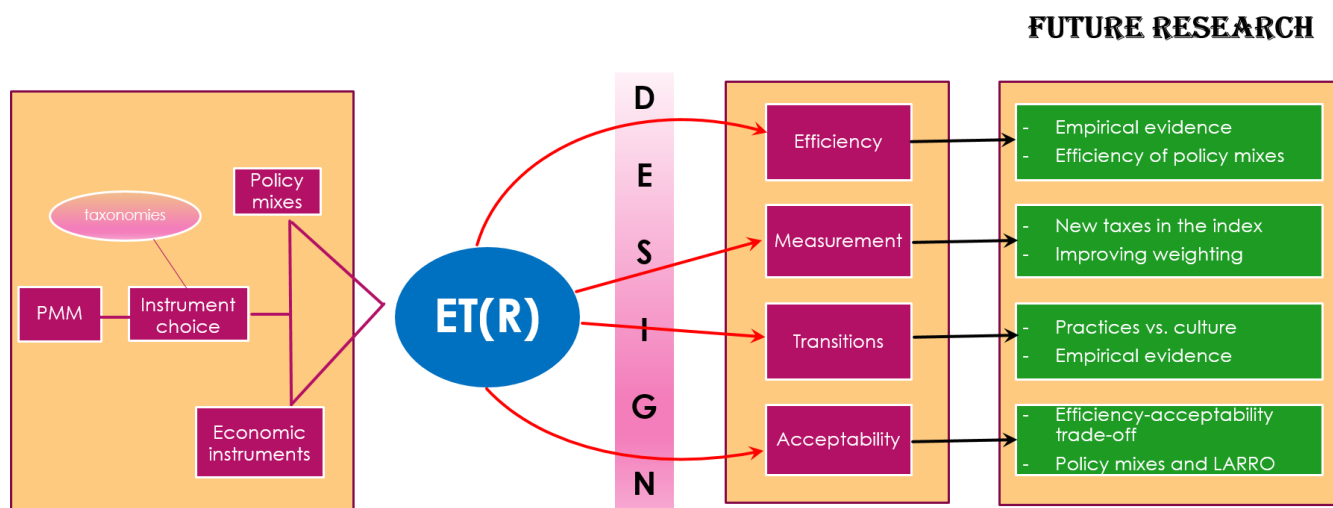 FUTURE RESEARCH
taxonomies
PMM
Instrument
choice
Policy
mixes
Economic
instruments
ET(R)
D
E
S
I
G
N
Efficiency
Measurement
Transitions
Acceptability
- Empirical evidence
- Efficiency of policy mixes
- New taxes in the index
- Improving weighting
- Practices vs. culture
- Empirical evidence
- Efficiency-acceptability
trade-off
- Policy mixes and LARRO